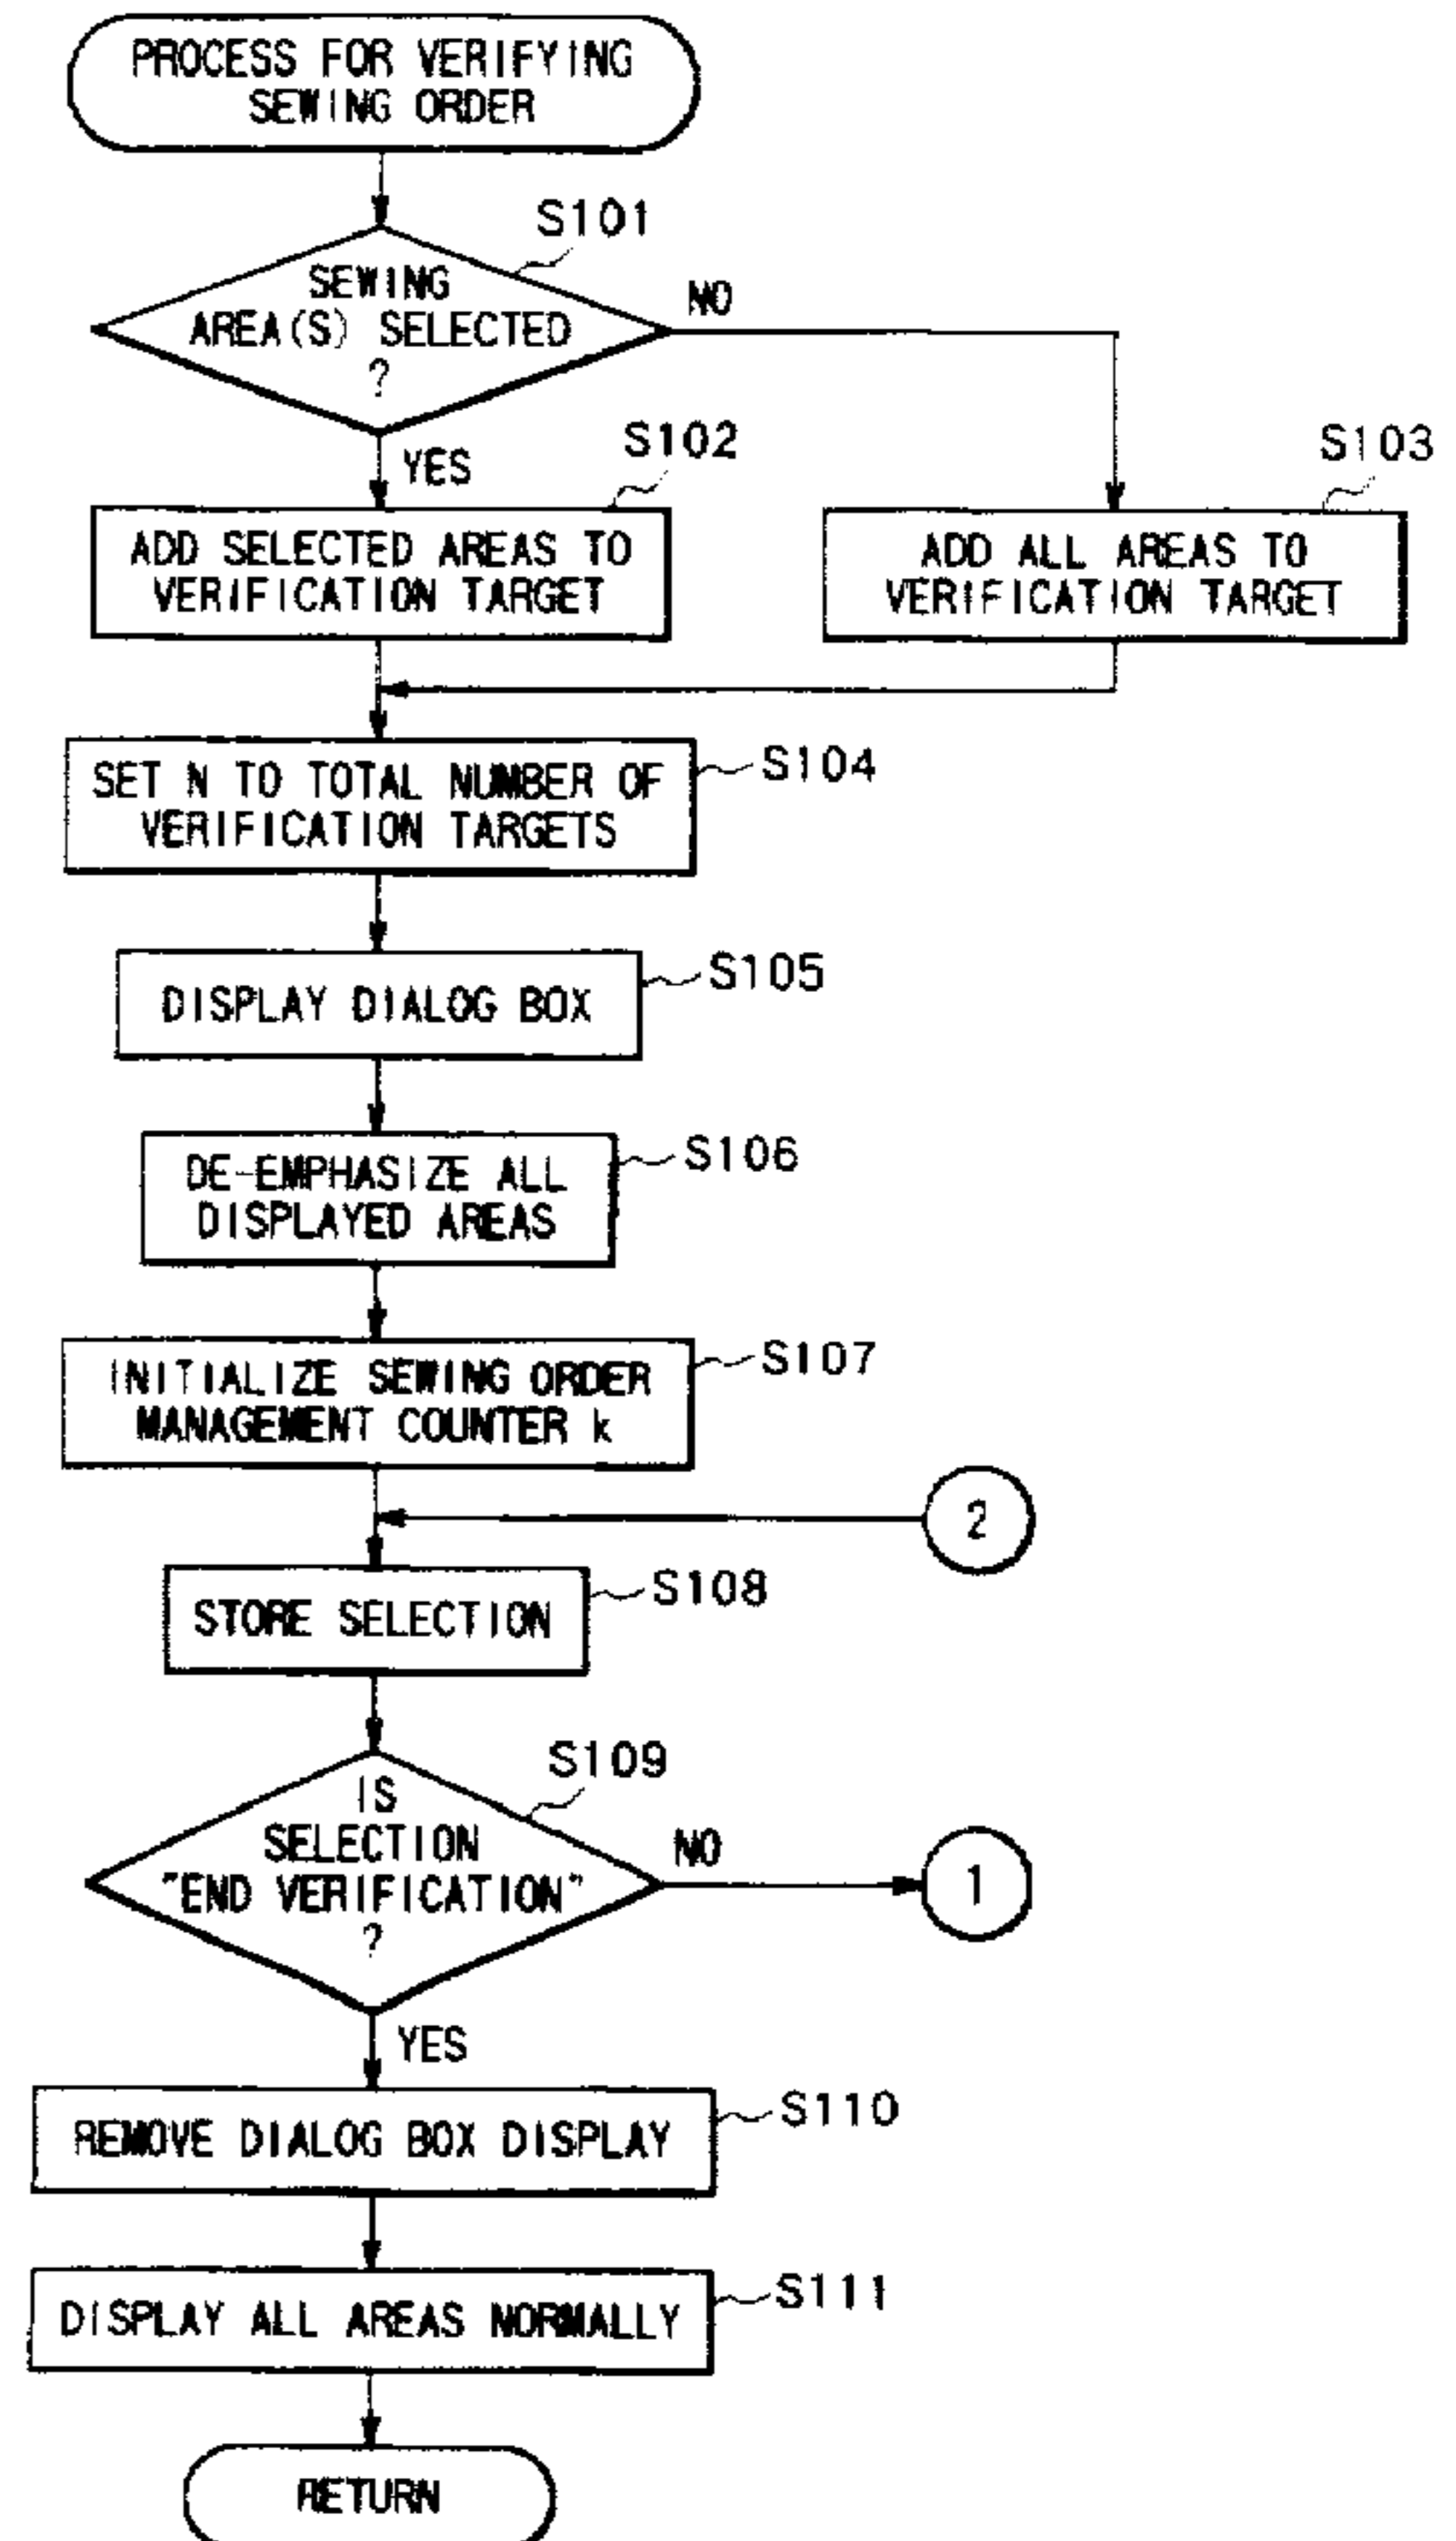 PROCESS FOR VERIFYING
SEWING ORDER
S101
SEWING
AREA(S) SELECTED
?
NO
YES
S102
ADD SELECTED AREAS TO
VERIFICATION TARGET
S103
ADD ALL AREAS TO
VERIFICATION TARGET
SET N TO TOTAL NUMBER OF
VERIFICATION TARGETS
S104
DISPLAY DIALOG BOX
S105
DE-EMPHASIZE ALL
DISPLAYED AREAS
S106
INITIALIZE SEWING ORDER
MANAGEMENT COUNTER k
S107
2
STORE SELECTION
S108
S109
IS
SELECTION
"END VERIFICATION"
?
NO
1
YES
REMOVE DIALOG BOX DISPLAY
S110
DISPLAY ALL AREAS NORMALLY
S111
RETURN